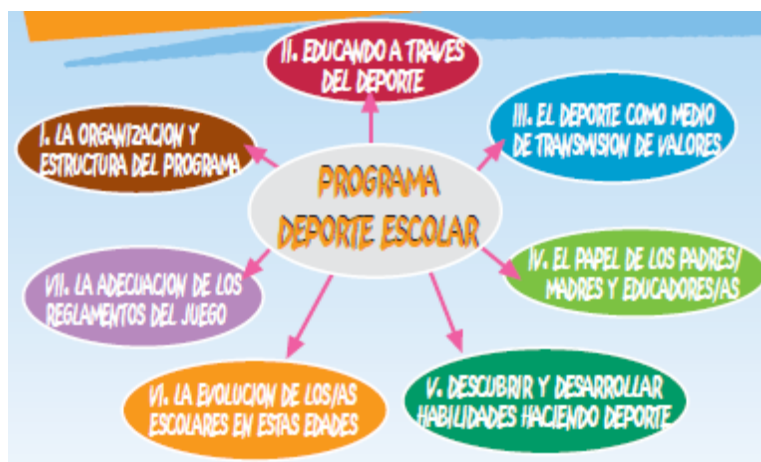 PROGRAMA
DEPORTE ESCOLAR
I. LA ORGANIZACION Y
ESTRUCTURA DEL PROGRAMA
II. EDUCANDO A TRAVES
DEL DEPORTE
III. EL DEPORTE COMO MEDIO
DE TRANSMISION DE VALORES
IV. EL PAPEL DE LOS PADRES/
MADRES Y EDUCADORES/AS
V. DESCUBRIR Y DESARROLLAR
HABILIDADES HACIENDO DEPORTE
VI. LA EVOLUCION DE LOS/AS
ESCOLARES EN ESTAS EDADES
VII. LA ADECUACION DE LOS
REGLAMENTOS DEL JUEGO